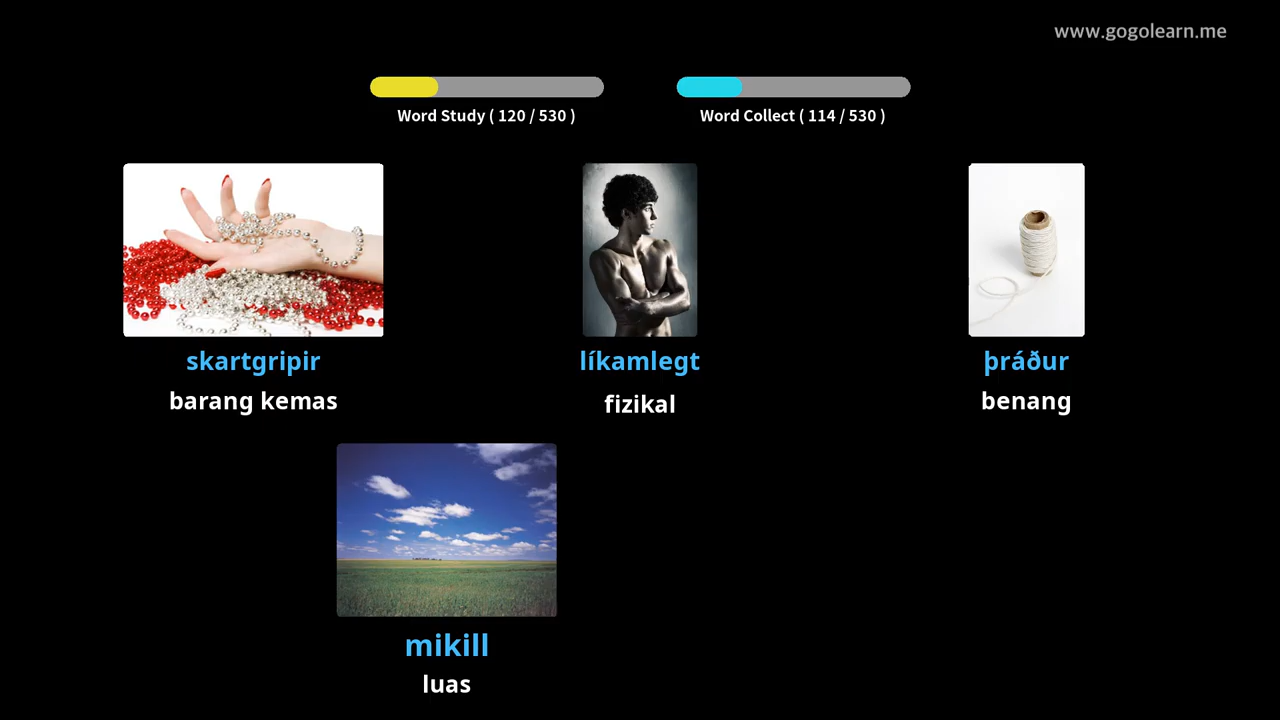 www.gogolearn.me
Word Study ( 120 / 530 )
Word Collect ( 114 / 530 )
skartgripir
líkamlegt
þráður
barang kemas
fizikal
benang
mikill
luas